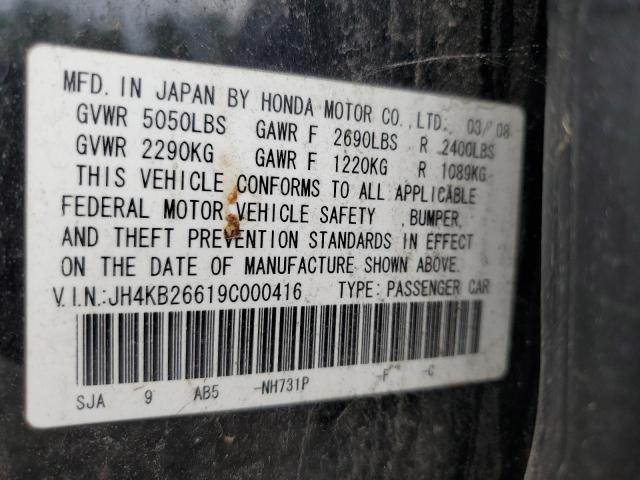 MFD. IN JAPAN BY HONDA MOTOR CO., LTD. 03/08
GVWR 5050LBS GAWR F 2690LBS R 2400LBS
GVWR 2290KG GAWR F 1220KG R 1089KG
THIS VEHICLE CONFORMS TO ALL APPLICABLE
FEDERAL MOTOR VEHICLE SAFETY ,BUMPER,
AND THEFT PREVENTION STANDARDS IN EFFECT
ON THE DATE OF MANUFACTURE SHOWN ABOVE.
V.I.N.:JH4KB26619C000416 TYPE: PASSENGER CAR
SJA 9 AB5 -NH731P -F -C